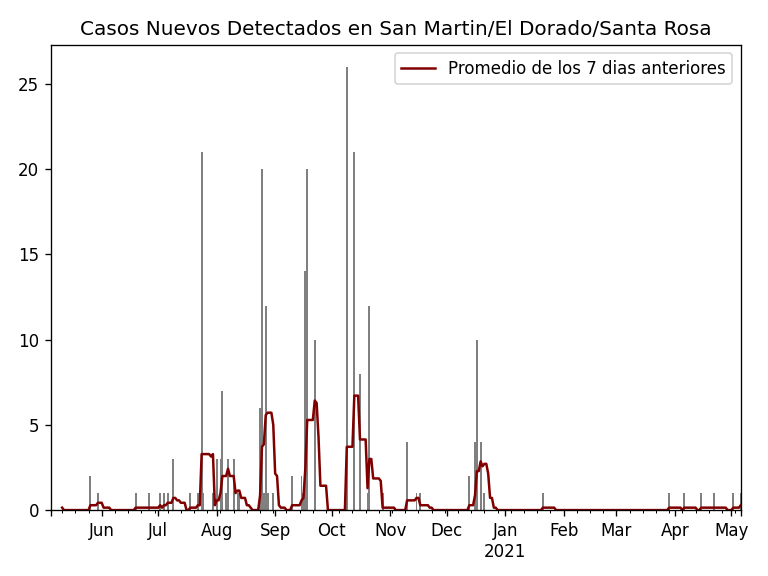 Casos Nuevos Detectados en San Martin/El Dorado/Santa Rosa
Promedio de los 7 dias anteriores
25
20
15
10
5
0
Jun Jul Aug Sep Oct Nov Dec Jan Feb Mar Apr May
2021